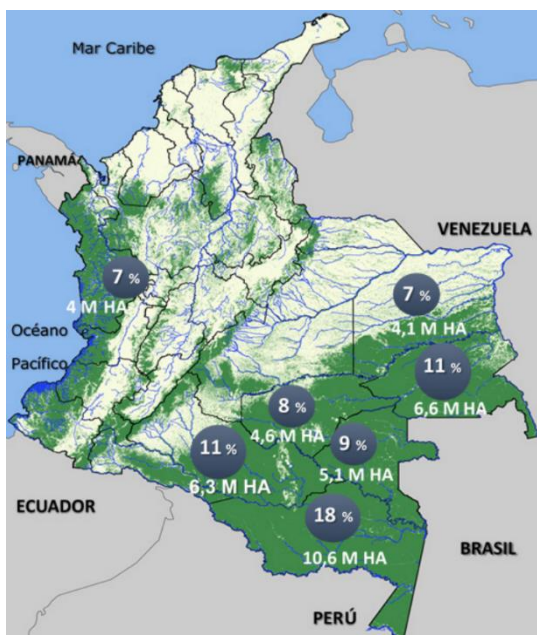 Mar Caribe
PANAMÁ
VENEZUELA
7 %
4 M HA
7 %
4,1 M HA
Océano
Pacífico
11 %
6,6 M HA
8 %
4,6 M HA
9 %
5,1 M HA
11 %
6,3 M HA
ECUADOR
18 %
10,6 M HA
BRASIL
PERÚ